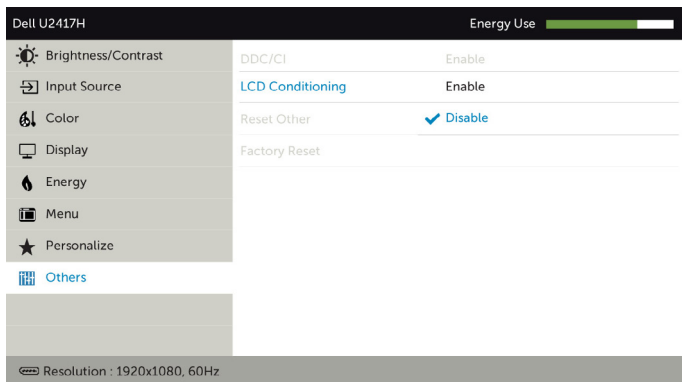 Dell U2417H Energy Use
Brightness/Contrast DDC/CI Enable
Input Source LCD Conditioning Enable
Color Reset Other Disable
Display Factory Reset
Energy
Menu
Personalize
Others
Resolution : 1920x1080, 60Hz